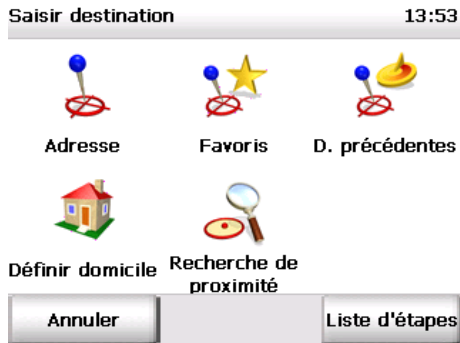 Saisir destination 13:53
Adresse Favoris D. précédentes
Définir domicile Recherche de
proximité
Annuler Liste d'étapes